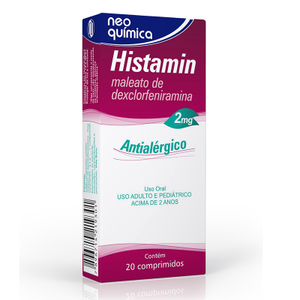 neo
química
Histamin
maleato de
dexclorfeniramina
2mg
Antialérgico
Uso Oral
USO ADULTO E PEDIÁTRICO
ACIMA DE 2 ANOS
Contém
20 comprimidos